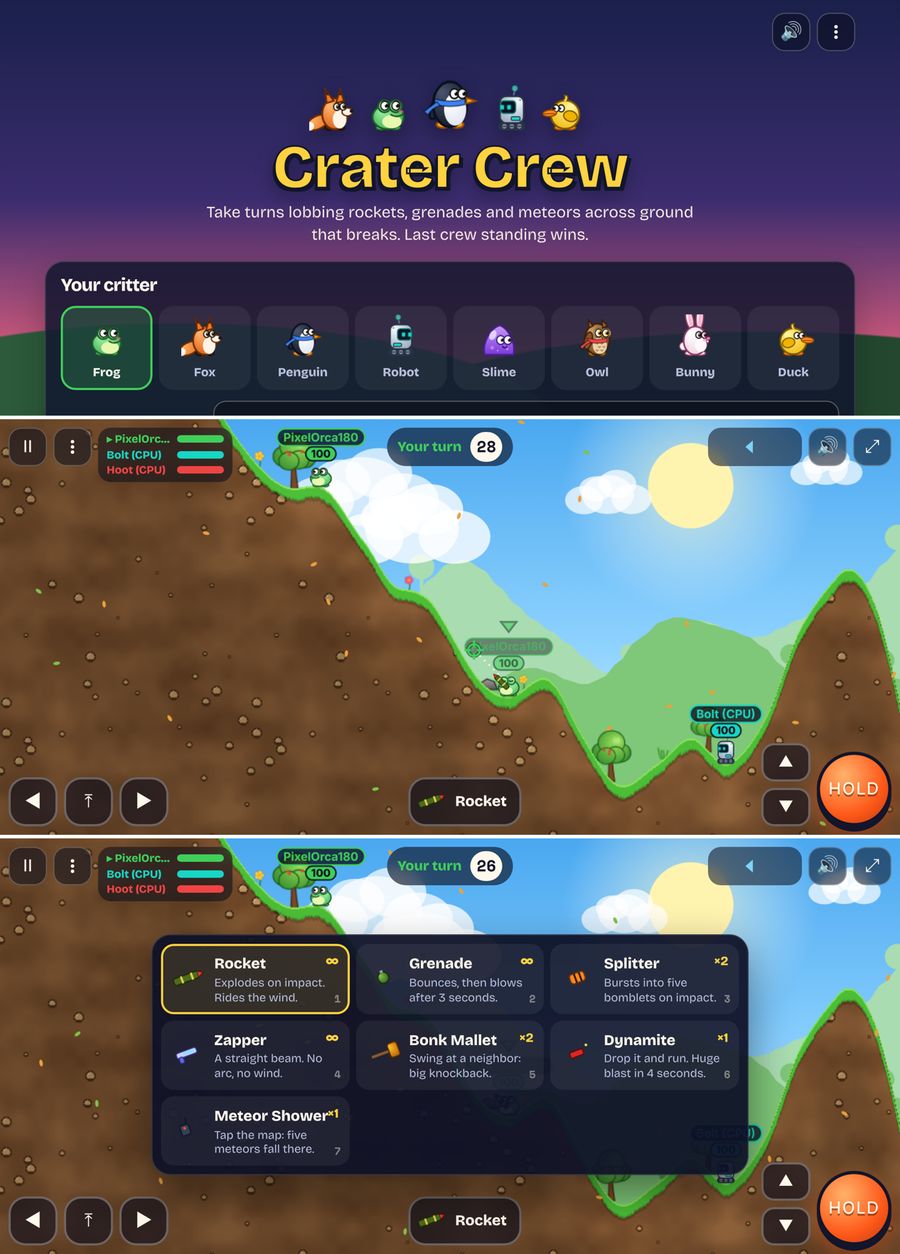 Crater Crew
Take turns lobbing rockets, grenades and meteors across ground
that breaks. Last crew standing wins.
Your critter
Frog
Fox
Penguin
Robot
Slime
Owl
Bunny
Duck
▸ PixelOrc...
Bolt (CPU)
Hoot (CPU)
PixelOrca180
100
Your turn 28
PixelOrca180
100
Bolt (CPU)
100
Rocket
HOLD
▸ PixelOrc...
Bolt (CPU)
Hoot (CPU)
PixelOrca180
100
Your turn 26
Rocket ∞
Explodes on impact.
Rides the wind. 1
Grenade ∞
Bounces, then blows
after 3 seconds. 2
Splitter ×2
Bursts into five
bomblets on impact. 3
Zapper ∞
A straight beam. No
arc, no wind. 4
Bonk Mallet ×2
Swing at a neighbor:
big knockback. 5
Dynamite ×1
Drop it and run. Huge
blast in 4 seconds. 6
Meteor Shower ×1
Tap the map: five
meteors fall there. 7
Bolt (CPU)
100
Rocket
HOLD